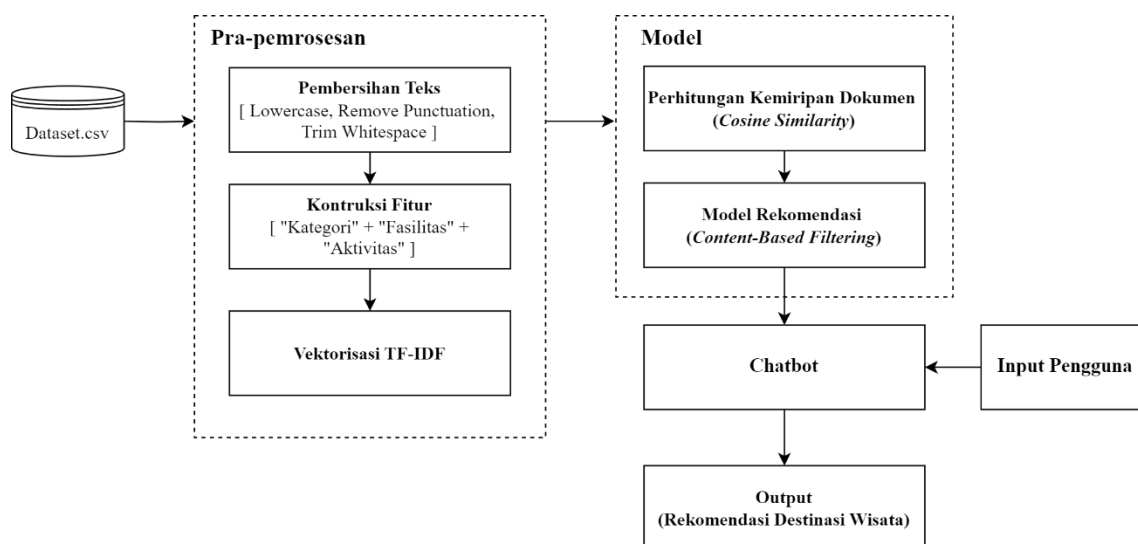 Dataset.csv
Pra-pemrosesan
Pembersihan Teks
[ Lowercase, Remove Punctuation,
Trim Whitespace ]
Kontruksi Fitur
[ "Kategori" + "Fasilitas" +
"Aktivitas" ]
Vektorisasi TF-IDF
Model
Perhitungan Kemiripan Dokumen
(Cosine Similarity)
Model Rekomendasi
(Content-Based Filtering)
Chatbot
Input Pengguna
Output
(Rekomendasi Destinasi Wisata)